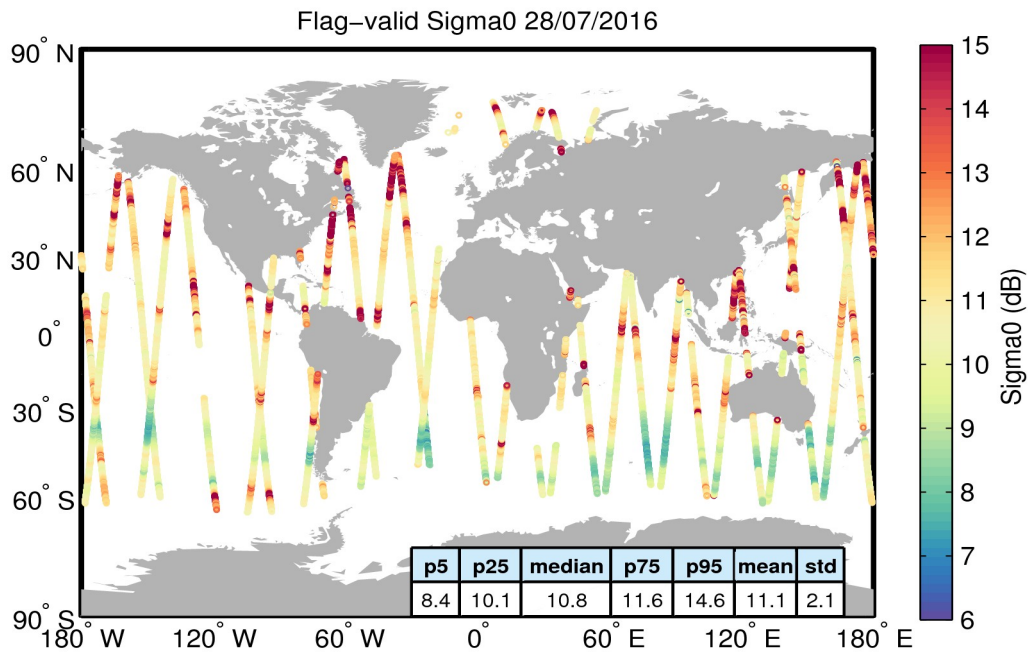 Flag−valid Sigma0 28/07/2016
90° N
60° N
30° N
0°
30° S
60° S
90° S
180° W
120° W
60° W
0°
60° E
120° E
180° E
p5 p25 median p75 p95 mean std
8.4 10.1 10.8 11.6 14.6 11.1 2.1
15
14
13
12
11
10
9
8
7
6
Sigma0 (dB)